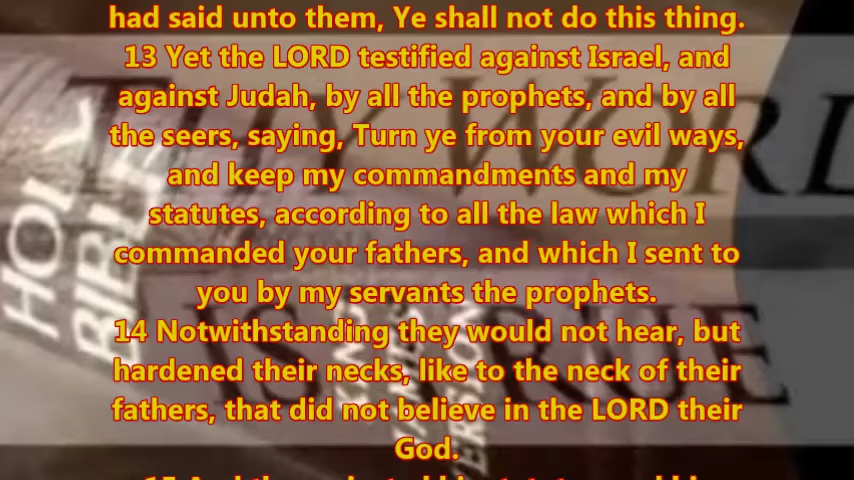 had said unto them, Ye shall not do this thing.
13 Yet the LORD testified against Israel, and
against Judah, by all the prophets, and by all
the seers, saying, Turn ye from your evil ways,
and keep my commandments and my
statutes, according to all the law which I
commanded your fathers, and which I sent to
you by my servants the prophets.
14 Notwithstanding they would not hear, but
hardened their necks, like to the neck of their
fathers, that did not believe in the LORD their
God.
HOLY
BIBLE